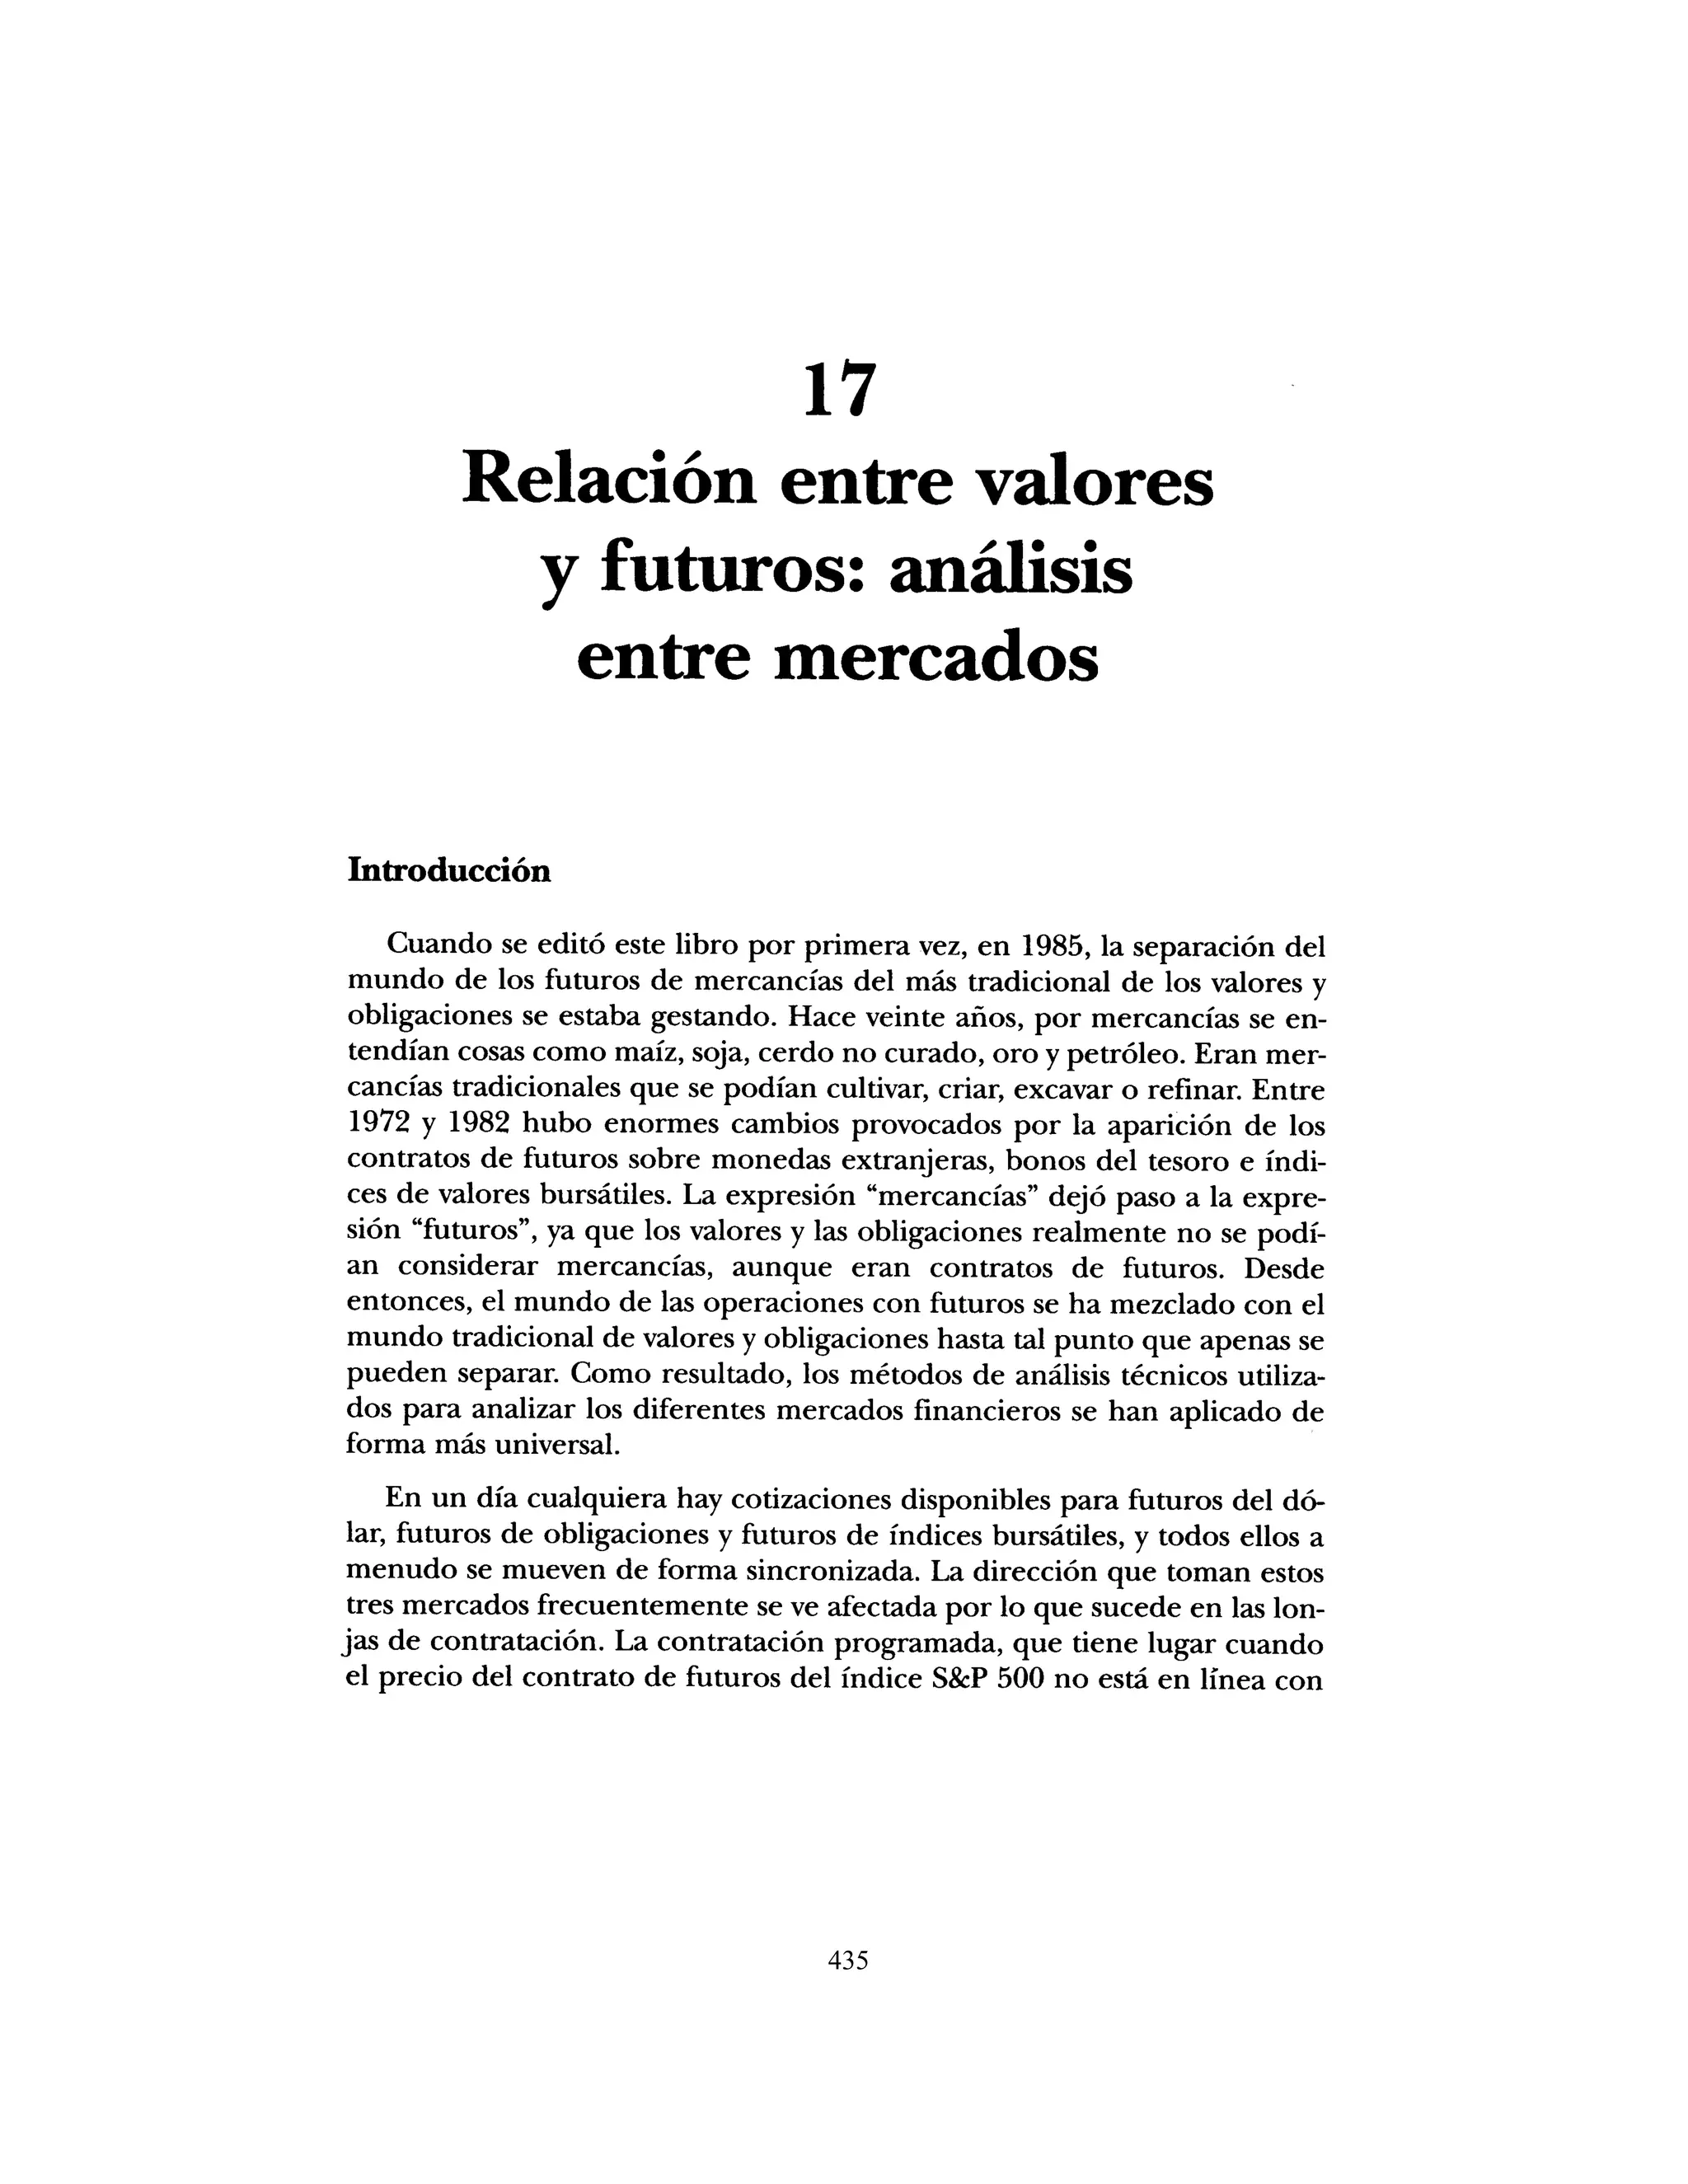 17
Relación entre valores
y futuros: análisis
entre mercados
Introducción
Cuando se editó este libro por primera vez, en 1985, la separación del
mundo de los futuros de mercancías del más tradicional de los valores y
obligaciones se estaba gestando. Hace veinte años, por mercancías se en-
tendían cosas como maíz, soja, cerdo no curado, oro y petróleo. Eran mer-
cancías tradicionales que se podían cultivar, criar, excavar o refinar. Entre
1972 y 1982 hubo enormes cambios provocados por la aparición de los
contratos de futuros sobre monedas extranjeras, bonos del tesoro e índi-
ces de valores bursátiles. La expresión “mercancías” dejó paso a la expre-
sión “futuros”, ya que los valores y las obligaciones realmente no se podí-
an considerar mercancías, aunque eran contratos de futuros. Desde
entonces, el mundo de las operaciones con futuros se ha mezclado con el
mundo tradicional de valores y obligaciones hasta tal punto que apenas se
pueden separar. Como resultado, los métodos de análisis técnicos utiliza-
dos para analizar los diferentes mercados financieros se han aplicado de
forma más universal.
En un día cualquiera hay cotizaciones disponibles para futuros del dó-
lar, futuros de obligaciones y futuros de índices bursátiles, y todos ellos a
menudo se mueven de forma sincronizada. La dirección que toman estos
tres mercados frecuentemente se ve afectada por lo que sucede en las lon-
jas de contratación. La contratación programada, que tiene lugar cuando
el precio del contrato de futuros del índice S&P 500 no está en línea con
435